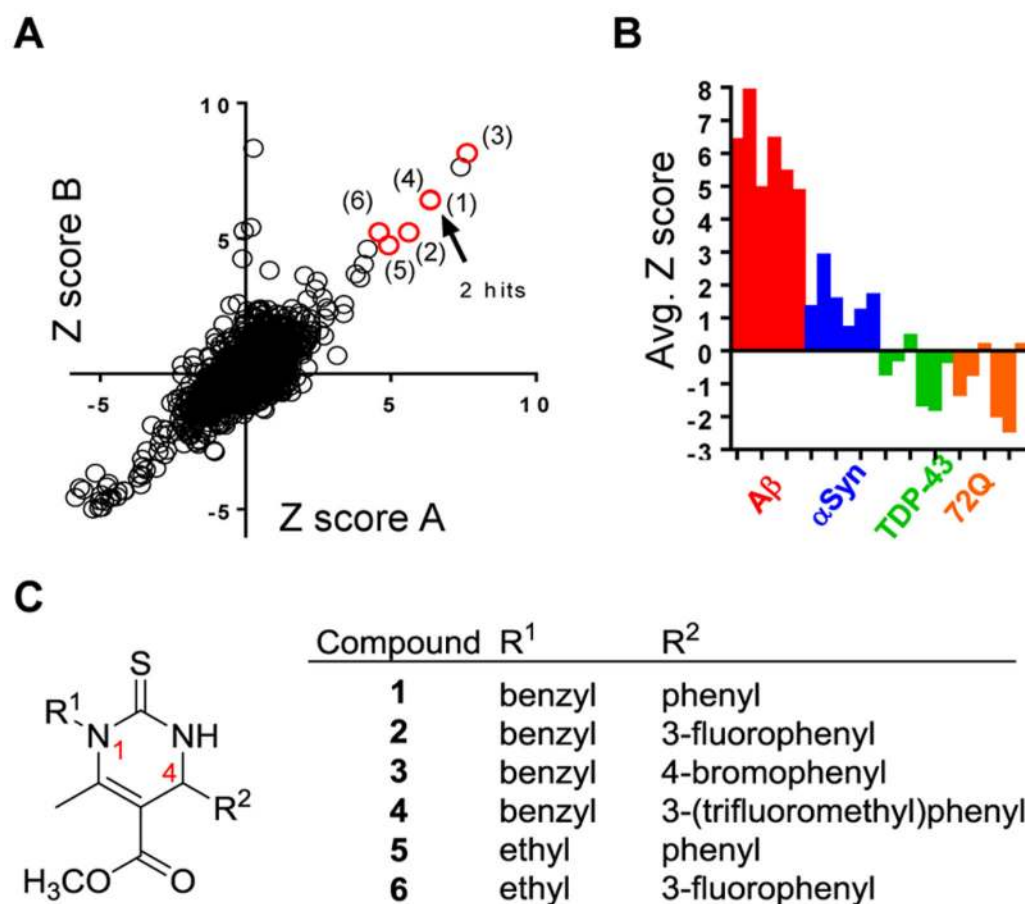 A
10
Z score B
5
-5
-5
5
10
Z score A
(3)
(4)
(1)
(6)
(2)
(5)
2 hits
B
8
7
6
5
4
3
2
1
0
-1
-2
-3
Avg. Z score
Aβ
αSyn
TDP-43
72Q
C
S
R¹
N
NH
1
4
R²
H₃CO
O
Compound R¹ R²
1 benzyl phenyl
2 benzyl 3-fluorophenyl
3 benzyl 4-bromophenyl
4 benzyl 3-(trifluoromethyl)phenyl
5 ethyl phenyl
6 ethyl 3-fluorophenyl